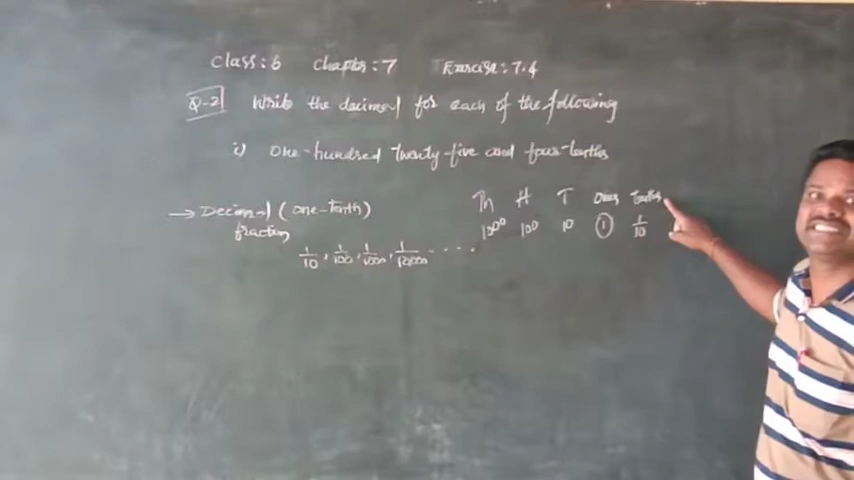 Class: 6 Chapter: 7 Exercise: 7.4
Q-2 Write the decimal for each of the following
i) One-hundred Twenty-five and four-tenths
→ Decimal (one-tenth) fraction
Th H T Ones Tenths
1000 100 10 1 1/10
1/10, 1/100, 1/1000, 1/10000 . . . .